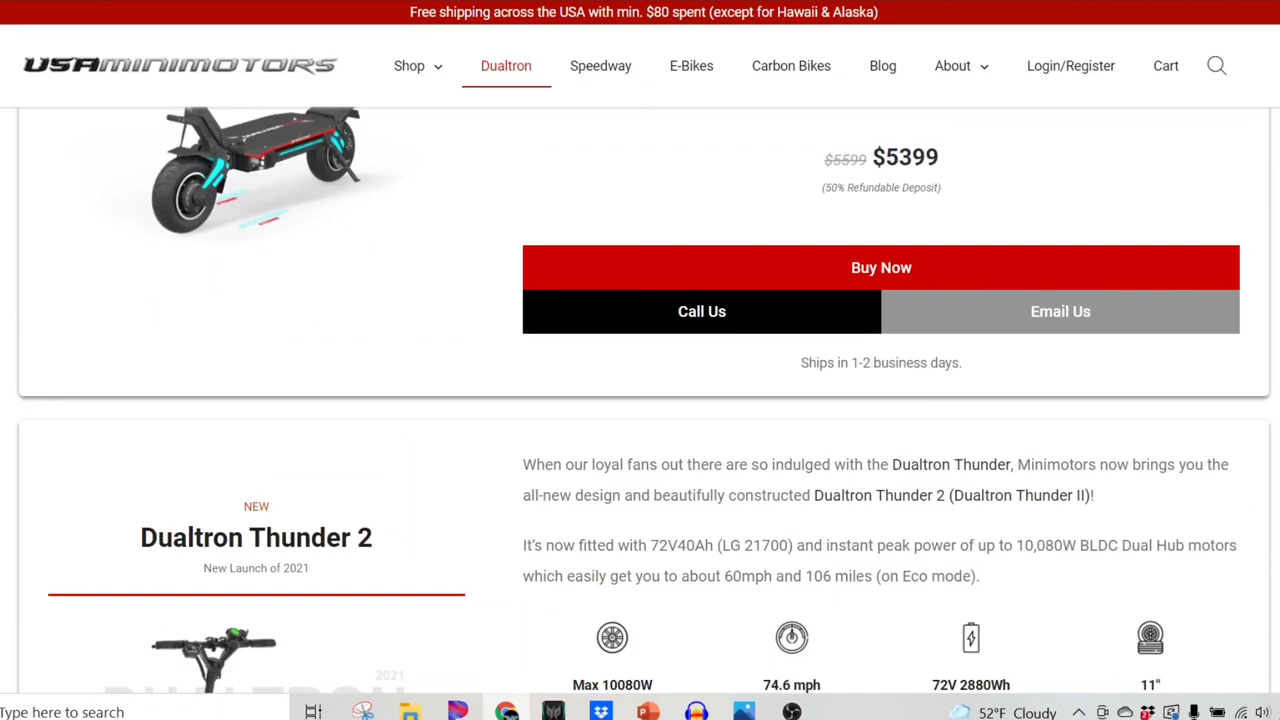 Free shipping across the USA with min. $80 spent (except for Hawaii & Alaska)
USAMINIMOTORS
Shop
Dualtron
Speedway
E-Bikes
Carbon Bikes
Blog
About
Login/Register
Cart
$5599 $5399
(50% Refundable Deposit)
Buy Now
Call Us
Email Us
Ships in 1-2 business days.
NEW
Dualtron Thunder 2
New Launch of 2021
2021
DUALTRON
When our loyal fans out there are so indulged with the Dualtron Thunder, Minimotors now brings you the
all-new design and beautifully constructed Dualtron Thunder 2 (Dualtron Thunder II)!
It's now fitted with 72V40Ah (LG 21700) and instant peak power of up to 10,080W BLDC Dual Hub motors
which easily get you to about 60mph and 106 miles (on Eco mode).
Max 10080W
74.6 mph
72V 2880Wh
11"
Type here to search
52°F Cloudy